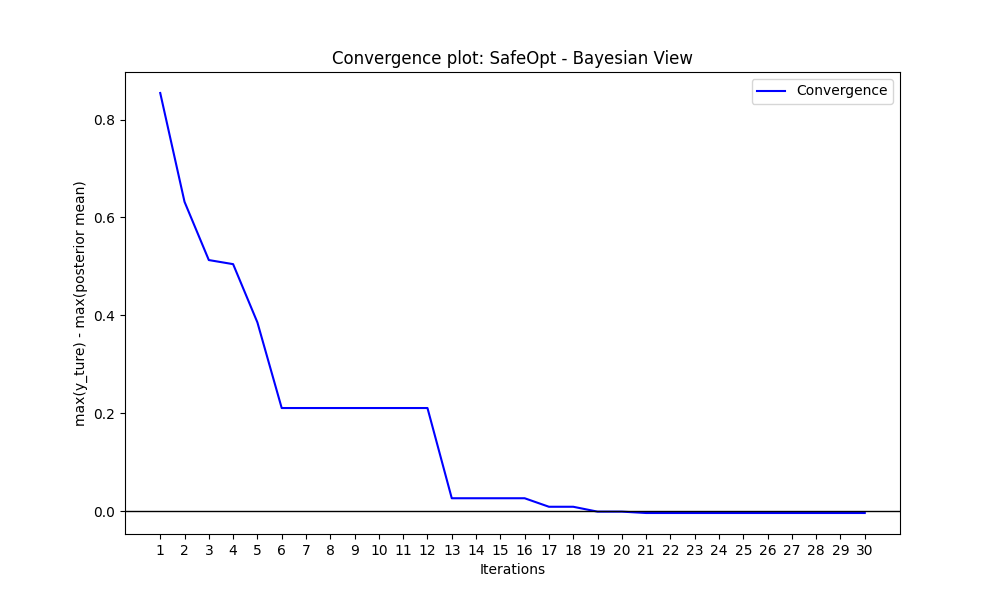 Convergence plot: SafeOpt - Bayesian View
Convergence
max(y_ture) - max(posterior mean)
0.8
0.6
0.4
0.2
0.0
1 2 3 4 5 6 7 8 9 10 11 12 13 14 15 16 17 18 19 20 21 22 23 24 25 26 27 28 29 30
Iterations